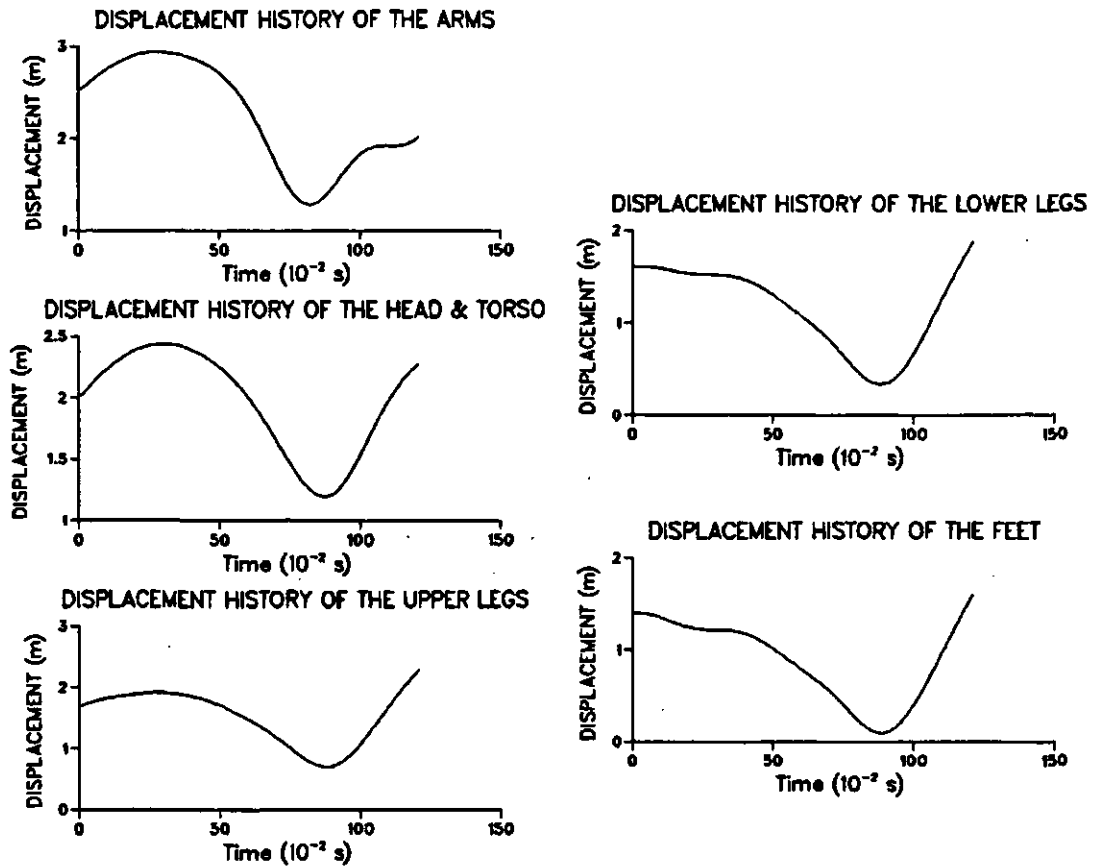 DISPLACEMENT HISTORY OF THE ARMS
DISPLACEMENT (m)
3
2
1
0 50 100 150
Time (10⁻² s)
DISPLACEMENT HISTORY OF THE HEAD & TORSO
DISPLACEMENT (m)
2.5
2
1.5
1
0 50 100 150
Time (10⁻² s)
DISPLACEMENT HISTORY OF THE UPPER LEGS
DISPLACEMENT (m)
3
2
1
0
0 50 100 150
Time (10⁻² s)
DISPLACEMENT HISTORY OF THE LOWER LEGS
DISPLACEMENT (m)
2
1
0
0 50 100 150
Time (10⁻² s)
DISPLACEMENT HISTORY OF THE FEET
DISPLACEMENT (m)
2
1
0
0 50 100 150
Time (10⁻² s)